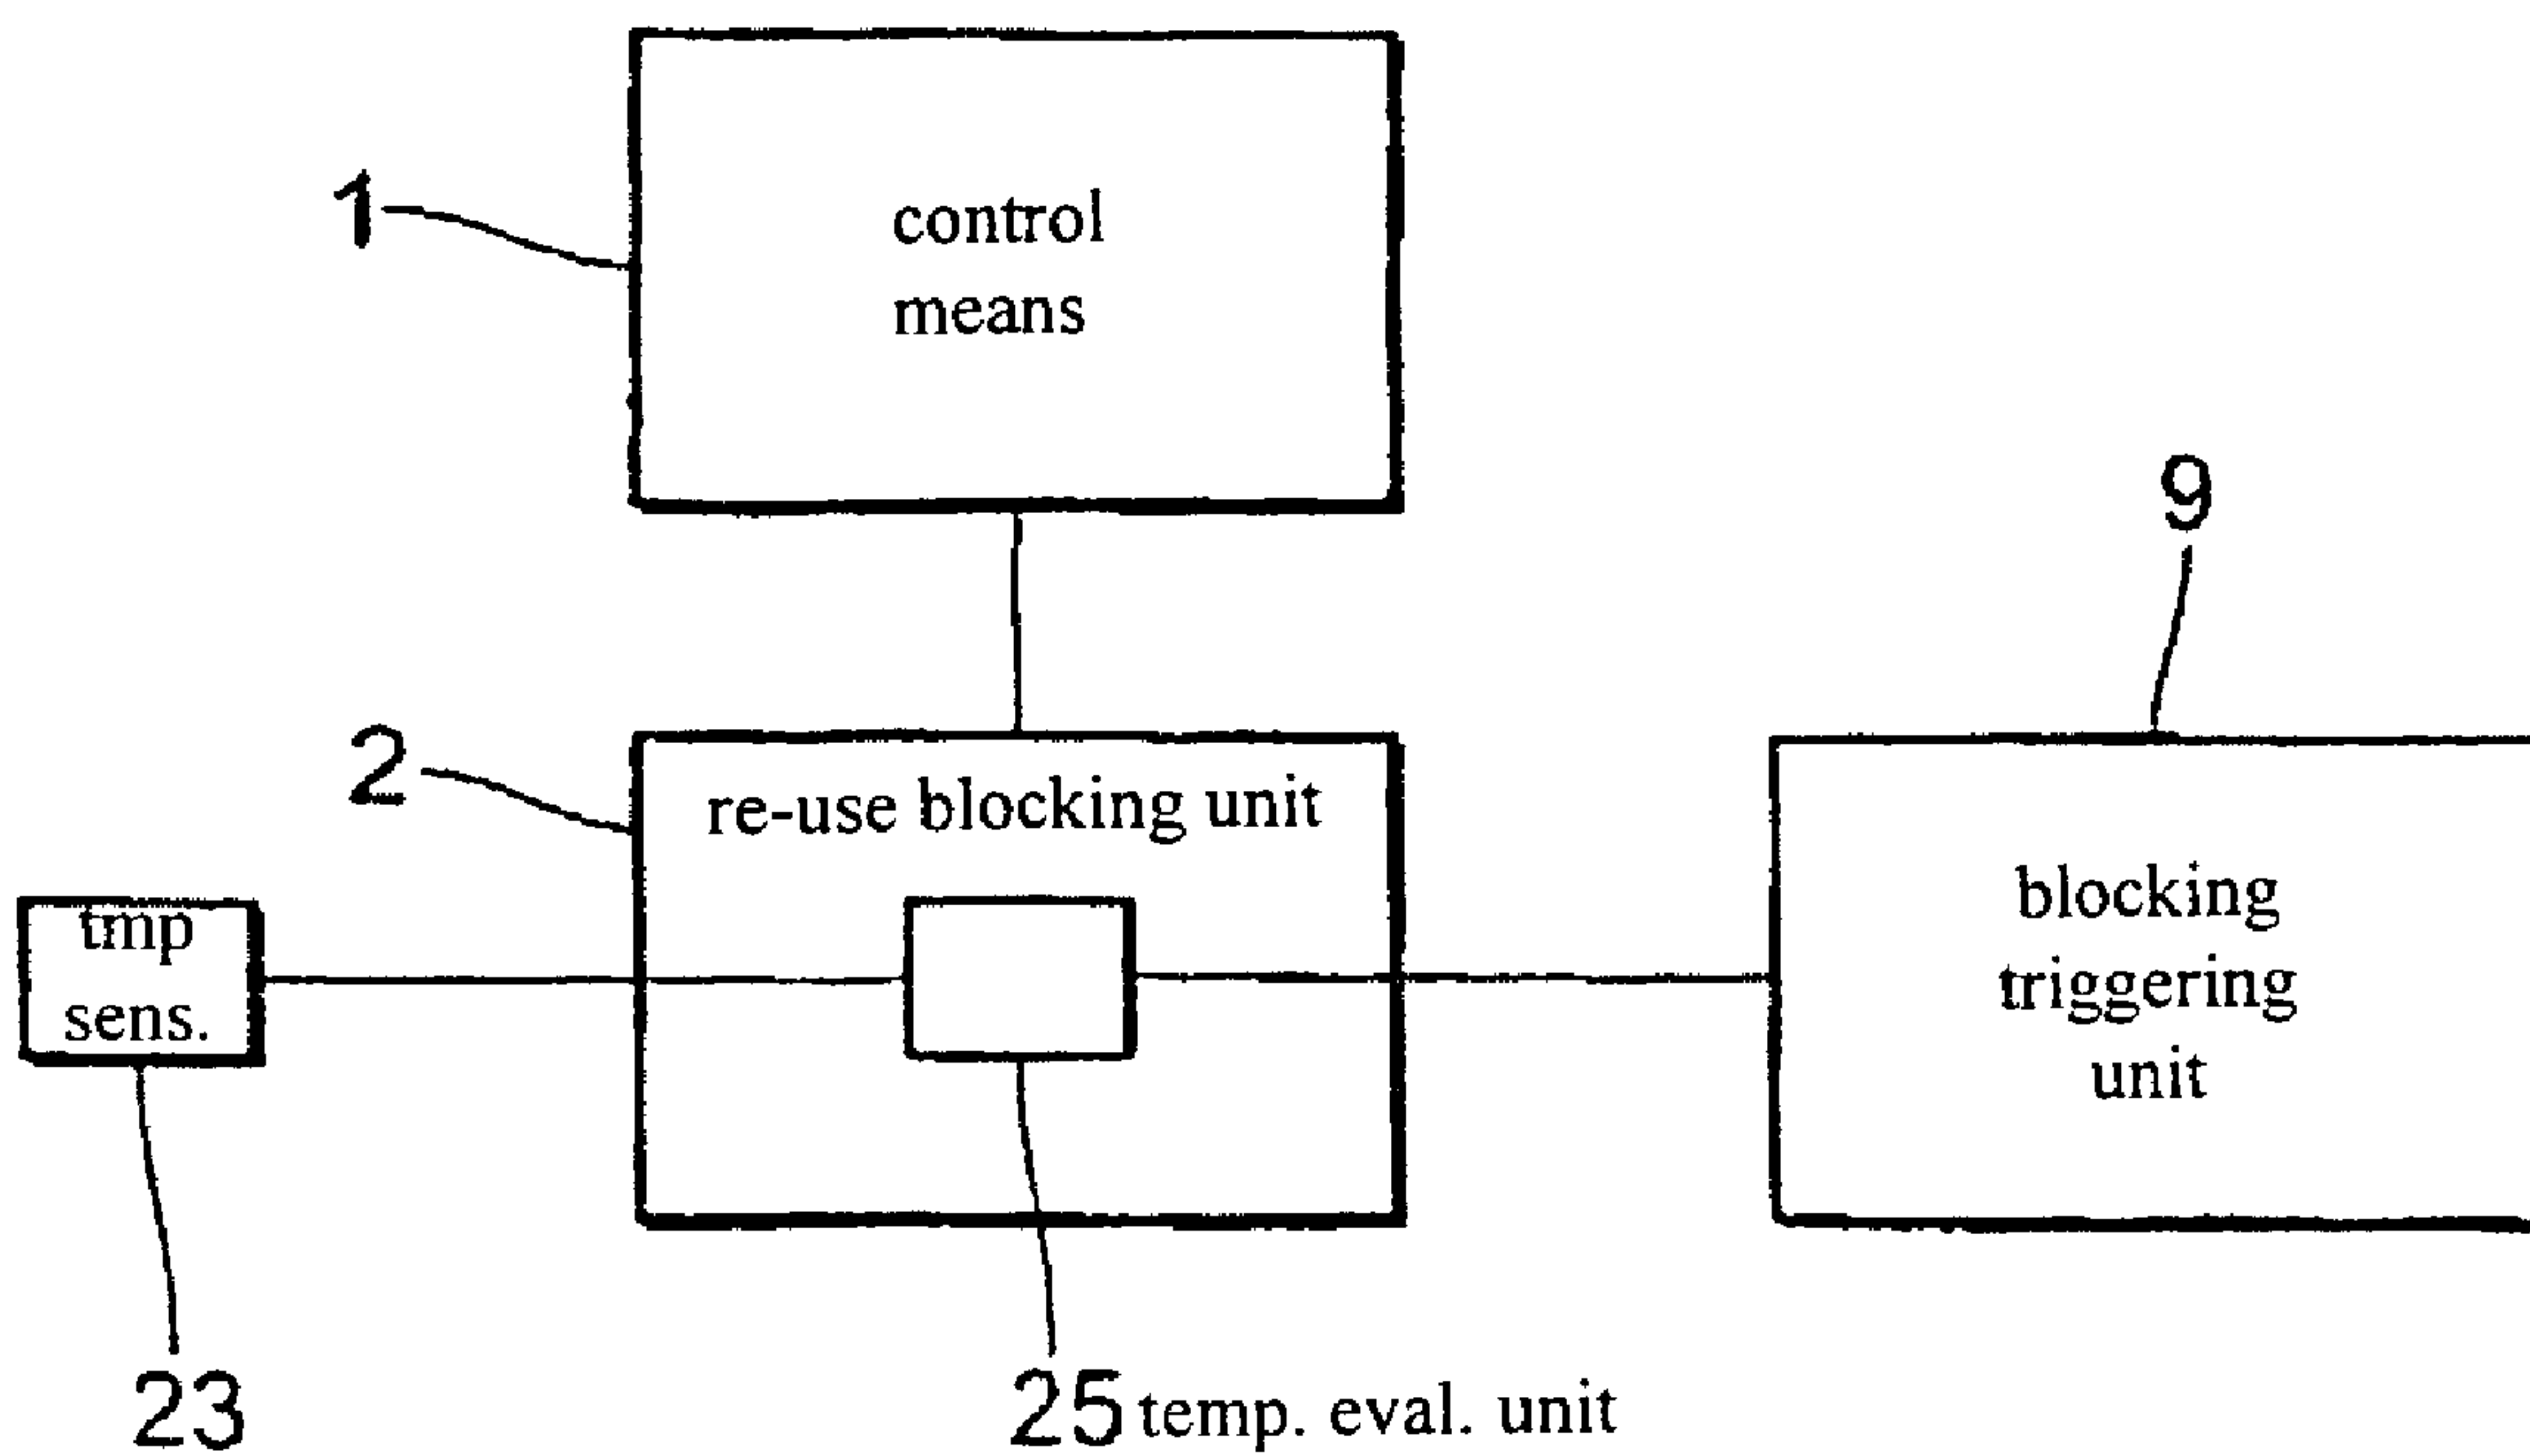 1
control
means
9
2
re-use blocking unit
tmp
sens.
blocking
triggering
unit
23
25 temp. eval. unit